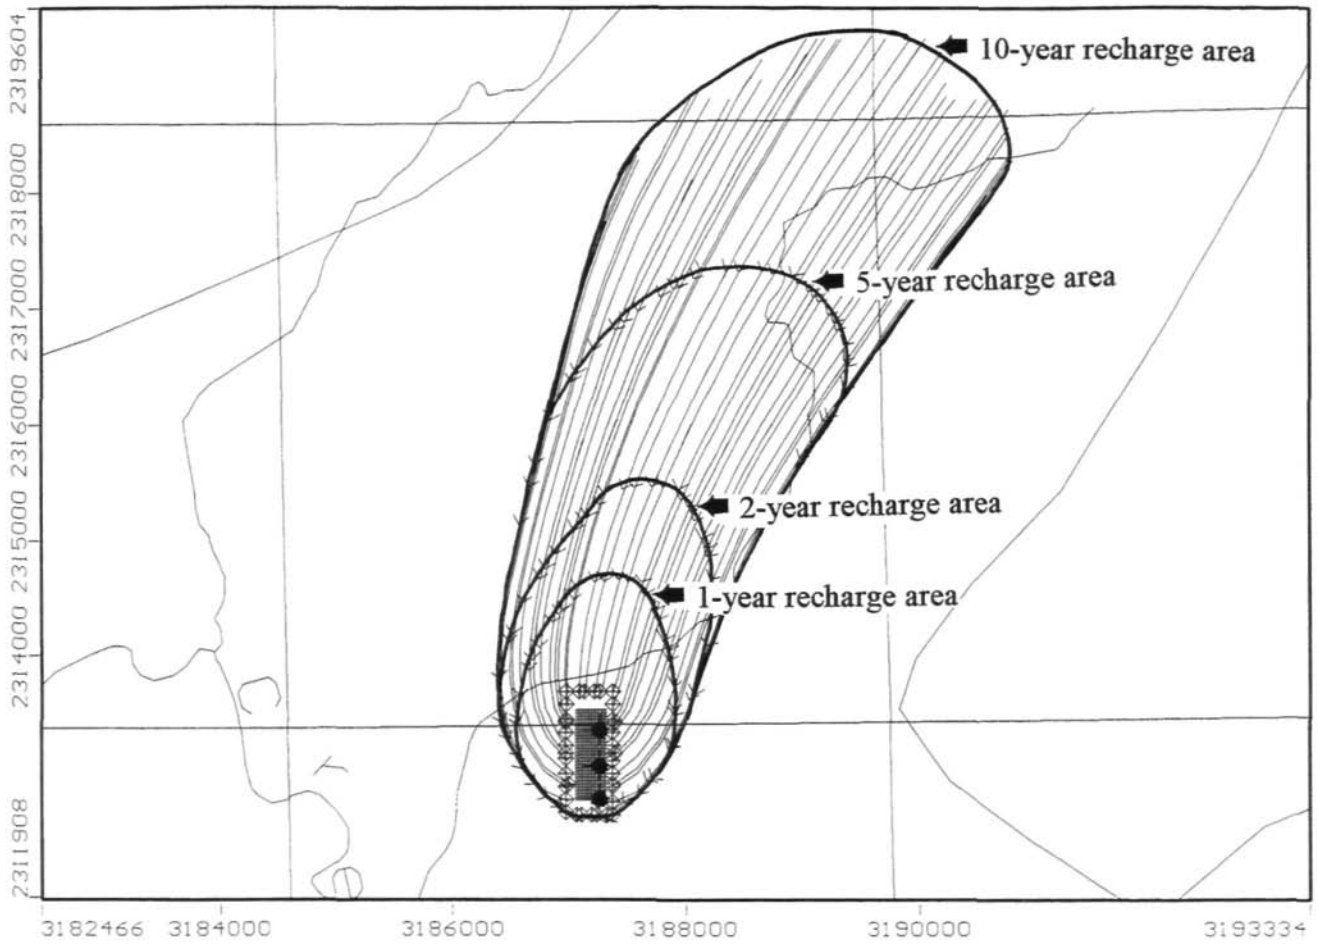 10-year recharge area
5-year recharge area
2-year recharge area
1-year recharge area
2319604
2318000
2317000
2316000
2315000
2314000
2311908
3182466 3184000 3186000 3188000 3190000 3193334